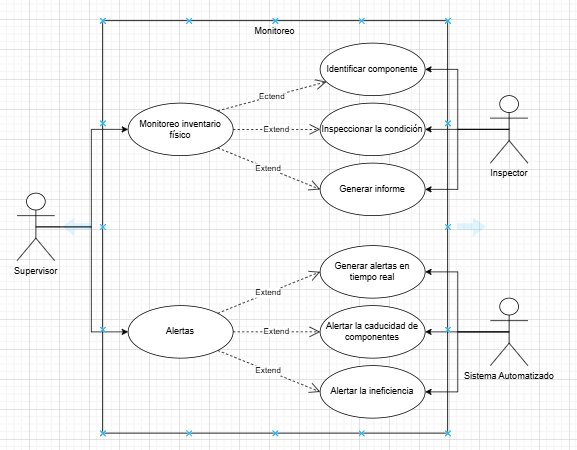 Monitoreo
Identificar componente
Ectend
Monitoreo inventario
físico
Extend
Inspeccionar la condición
Inspector
Extend
Generar informe
Supervisor
Generar alertas en
tiempo real
Extend
Alertas
Extend
Alertar la caducidad de
componentes
Sistema Automatizado
Extend
Alertar la ineficiencia